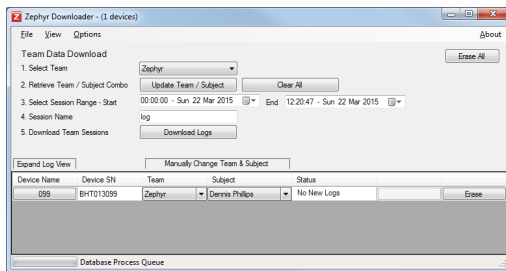 Zephyr Downloader - (1 devices)
File View Options About
Team Data Download Erase All
1. Select Team Zephyr
2. Retrieve Team / Subject Combo Update Team / Subject Clear All
3. Select Session Range - Start 00:00:00 - Sun 22 Mar 2015 End 12:20:47 - Sun 22 Mar 2015
4. Session Name log
5. Download Team Sessions Download Logs
Expand Log View Manually Change Team & Subject
Device Name Device SN Team Subject Status
099 BHT013099 Zephyr Dennis Phillips No New Logs Erase
Database Process Queue